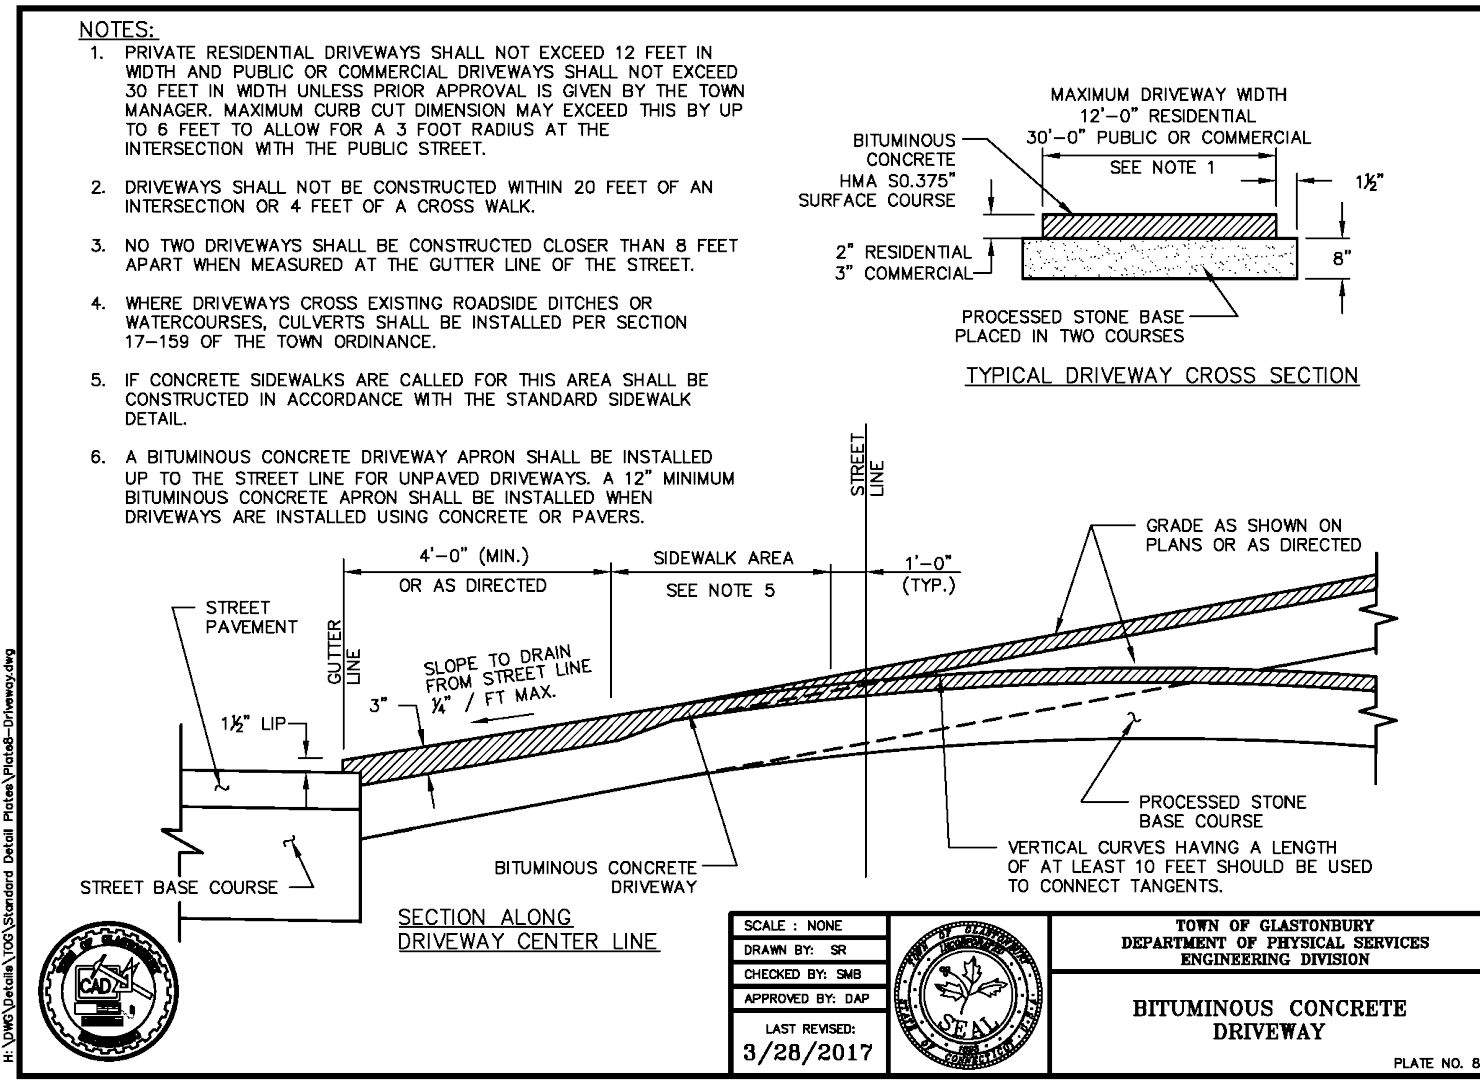 NOTES:
1. PRIVATE RESIDENTIAL DRIVEWAYS SHALL NOT EXCEED 12 FEET IN
WIDTH AND PUBLIC OR COMMERCIAL DRIVEWAYS SHALL NOT EXCEED
30 FEET IN WIDTH UNLESS PRIOR APPROVAL IS GIVEN BY THE TOWN
MANAGER. MAXIMUM CURB CUT DIMENSION MAY EXCEED THIS BY UP
TO 6 FEET TO ALLOW FOR A 3 FOOT RADIUS AT THE
INTERSECTION WITH THE PUBLIC STREET.
2. DRIVEWAYS SHALL NOT BE CONSTRUCTED WITHIN 20 FEET OF AN
INTERSECTION OR 4 FEET OF A CROSS WALK.
3. NO TWO DRIVEWAYS SHALL BE CONSTRUCTED CLOSER THAN 8 FEET
APART WHEN MEASURED AT THE GUTTER LINE OF THE STREET.
4. WHERE DRIVEWAYS CROSS EXISTING ROADSIDE DITCHES OR
WATERCOURSES, CULVERTS SHALL BE INSTALLED PER SECTION
17-159 OF THE TOWN ORDINANCE.
5. IF CONCRETE SIDEWALKS ARE CALLED FOR THIS AREA SHALL BE
CONSTRUCTED IN ACCORDANCE WITH THE STANDARD SIDEWALK
DETAIL.
6. A BITUMINOUS CONCRETE DRIVEWAY APRON SHALL BE INSTALLED
UP TO THE STREET LINE FOR UNPAVED DRIVEWAYS. A 12" MINIMUM
BITUMINOUS CONCRETE APRON SHALL BE INSTALLED WHEN
DRIVEWAYS ARE INSTALLED USING CONCRETE OR PAVERS.
MAXIMUM DRIVEWAY WIDTH
12'-0" RESIDENTIAL
30'-0" PUBLIC OR COMMERCIAL
SEE NOTE 1
BITUMINOUS
CONCRETE
HMA S0.375"
SURFACE COURSE
1½"
2" RESIDENTIAL
3" COMMERCIAL
8"
PROCESSED STONE BASE
PLACED IN TWO COURSES
TYPICAL DRIVEWAY CROSS SECTION
STREET
LINE
4'-0" (MIN.)
OR AS DIRECTED
SIDEWALK AREA
SEE NOTE 5
1'-0"
(TYP.)
GRADE AS SHOWN ON
PLANS OR AS DIRECTED
STREET
PAVEMENT
GUTTER
LINE
SLOPE TO DRAIN
FROM STREET LINE
¼" / FT MAX.
3"
1½" LIP
PROCESSED STONE
BASE COURSE
VERTICAL CURVES HAVING A LENGTH
OF AT LEAST 10 FEET SHOULD BE USED
TO CONNECT TANGENTS.
BITUMINOUS CONCRETE
DRIVEWAY
STREET BASE COURSE
SECTION ALONG
DRIVEWAY CENTER LINE
H:\DWG\Details\TOG\Standard Detail Plates\Plate8-Driveway.dwg
TOWN OF GLASTONBURY
CAD
ENGINEERING
SCALE : NONE
DRAWN BY: SR
CHECKED BY: SMB
APPROVED BY: DAP
LAST REVISED:
3/28/2017
TOWN OF GLASTONBURY
INCORPORATED
SEAL
1693
STATE OF CONNECTICUT U.S.A.
TOWN OF GLASTONBURY
DEPARTMENT OF PHYSICAL SERVICES
ENGINEERING DIVISION
BITUMINOUS CONCRETE
DRIVEWAY
PLATE NO. 8